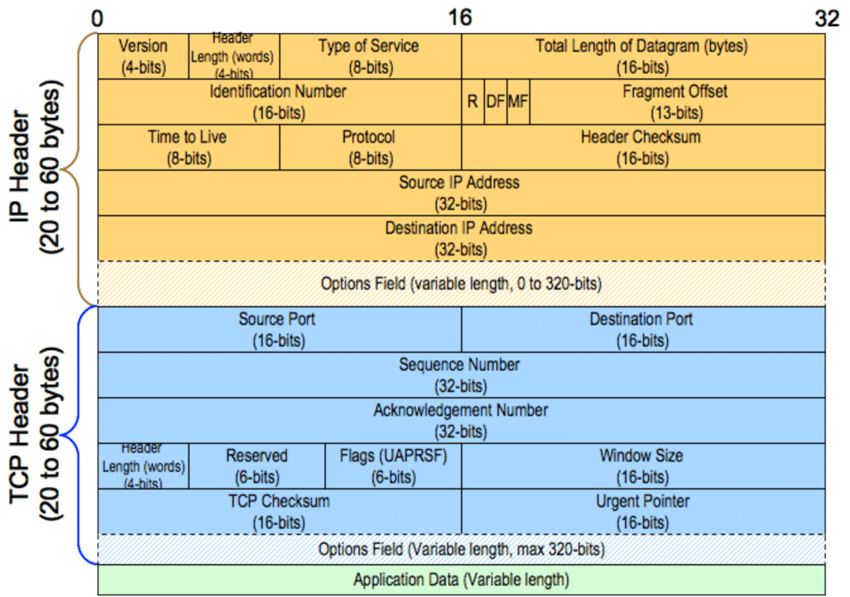 0 16 32
IP Header
(20 to 60 bytes)
Version
(4-bits)
Header
Length (words)
(4-bits)
Type of Service
(8-bits)
Total Length of Datagram (bytes)
(16-bits)
Identification Number
(16-bits)
R
DF
MF
Fragment Offset
(13-bits)
Time to Live
(8-bits)
Protocol
(8-bits)
Header Checksum
(16-bits)
Source IP Address
(32-bits)
Destination IP Address
(32-bits)
Options Field (variable length, 0 to 320-bits)
TCP Header
(20 to 60 bytes)
Source Port
(16-bits)
Destination Port
(16-bits)
Sequence Number
(32-bits)
Acknowledgement Number
(32-bits)
Header
Length (words)
(4-bits)
Reserved
(6-bits)
Flags (UAPRSF)
(6-bits)
Window Size
(16-bits)
TCP Checksum
(16-bits)
Urgent Pointer
(16-bits)
Options Field (Variable length, max 320-bits)
Application Data (Variable length)